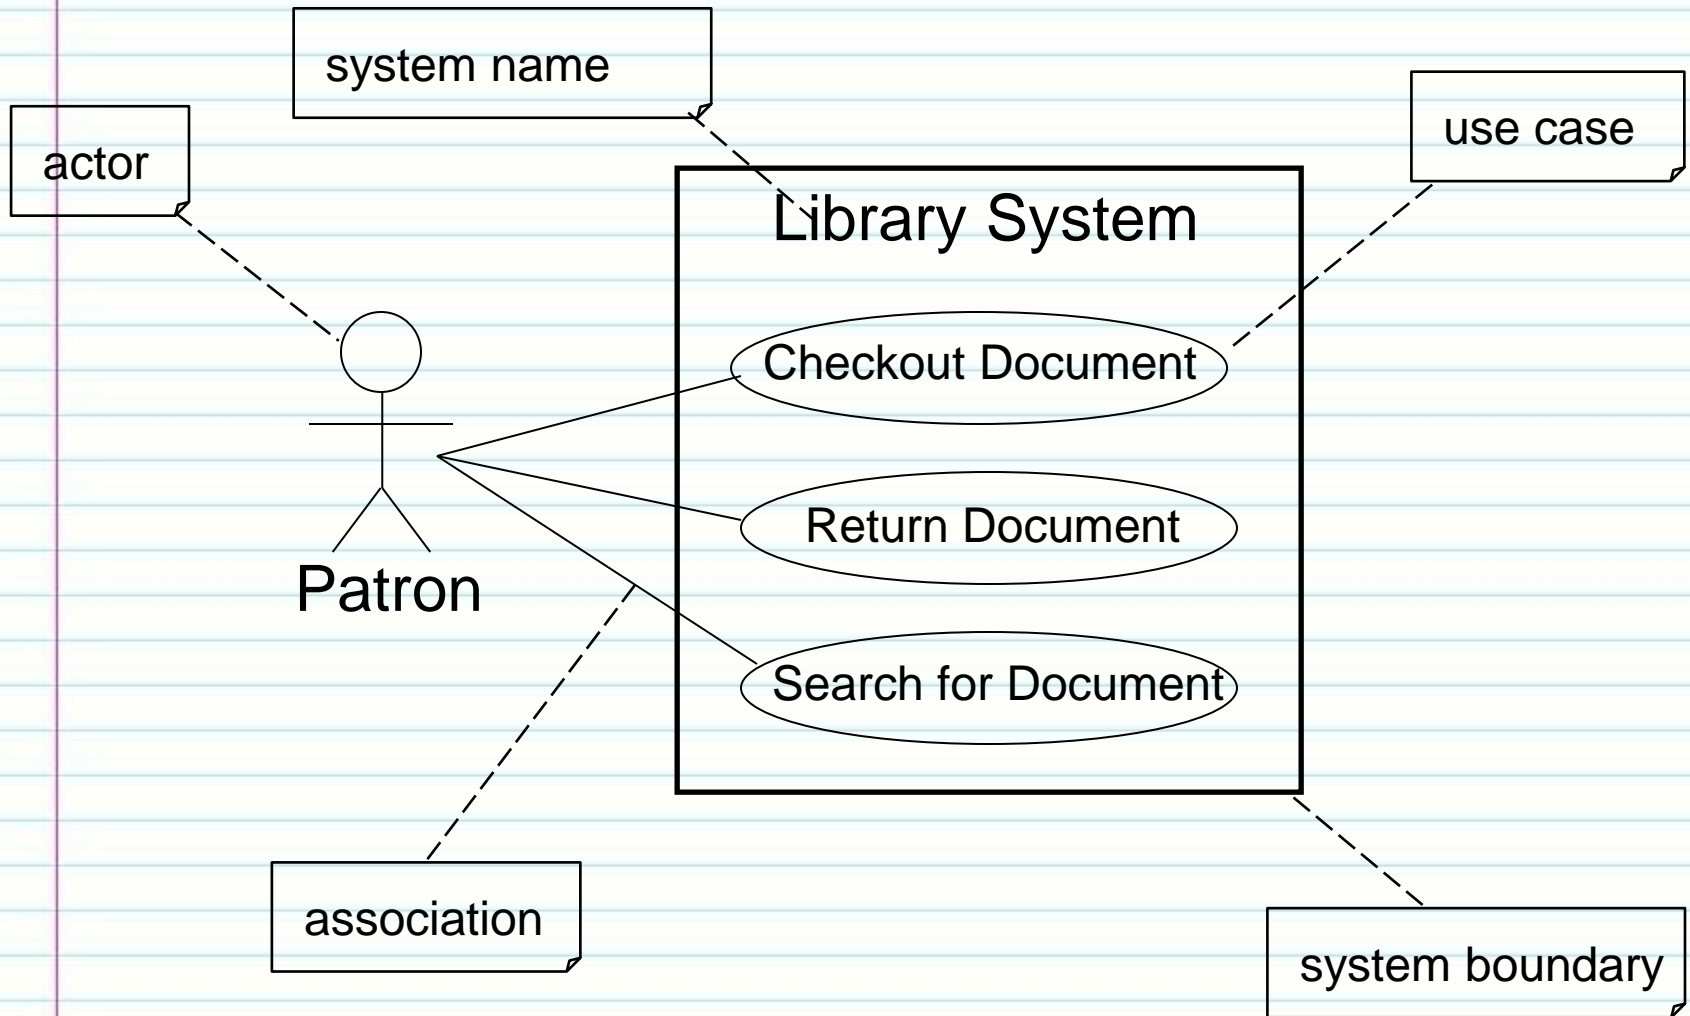 system name
use case
actor
Library System
Checkout Document
Return Document
Patron
Search for Document
association
system boundary